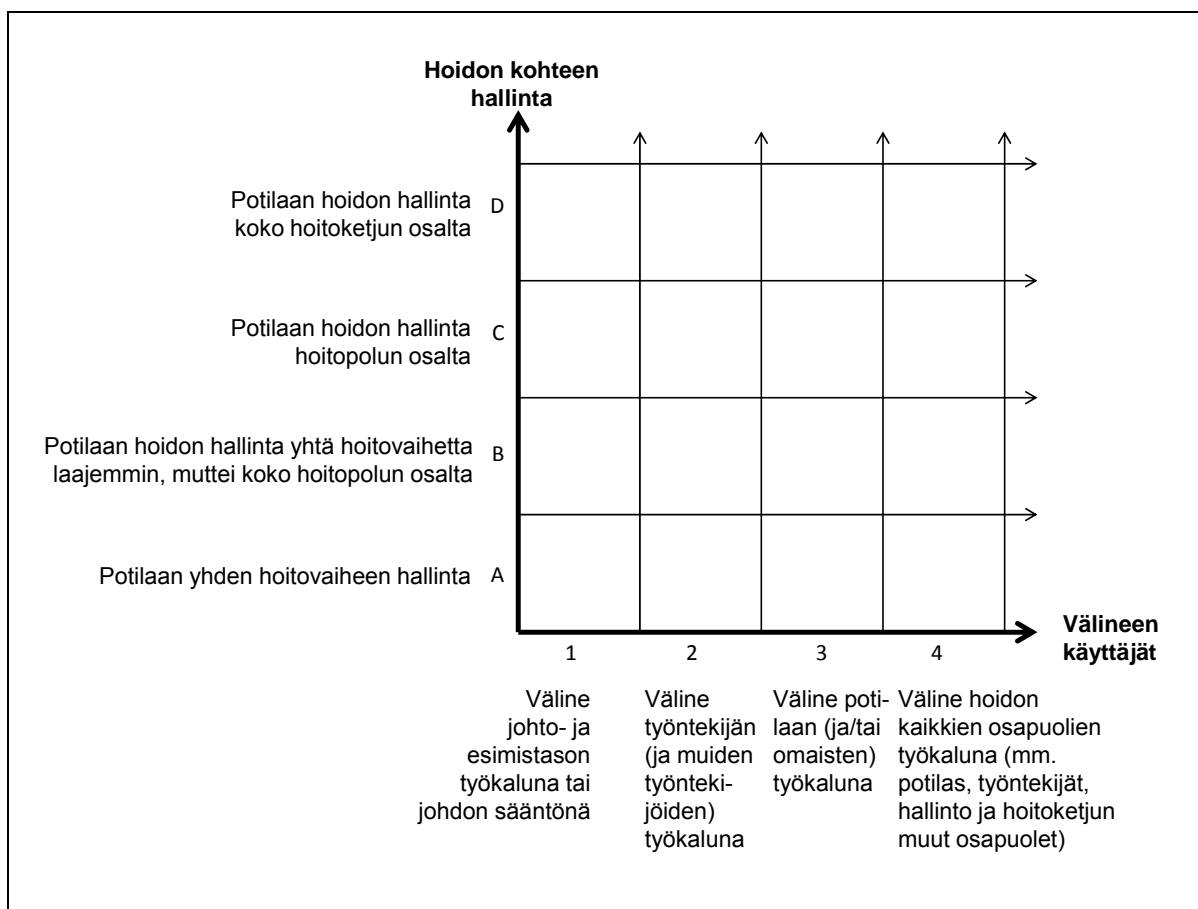 Hoidon kohteen
hallinta
Potilaan hoidon hallinta
koko hoitoketjun osalta
D
Potilaan hoidon hallinta
hoitopolun osalta
C
Potilaan hoidon hallinta yhtä hoitovaihetta
laajemmin, muttei koko hoitopolun osalta
B
Potilaan yhden hoitovaiheen hallinta
A
Välineen
käyttäjät
1
2
3
4
Väline
johto- ja
esimistason
työkaluna tai
johdon sääntönä
Väline
työntekijän
(ja muiden
työnteki-
jöiden)
työkaluna
Väline poti-
laan (ja/tai
omaisten)
työkaluna
Väline hoidon
kaikkien osapuolien
työkaluna (mm.
potilas, työntekijät,
hallinto ja hoitoketjun
muut osapuolet)